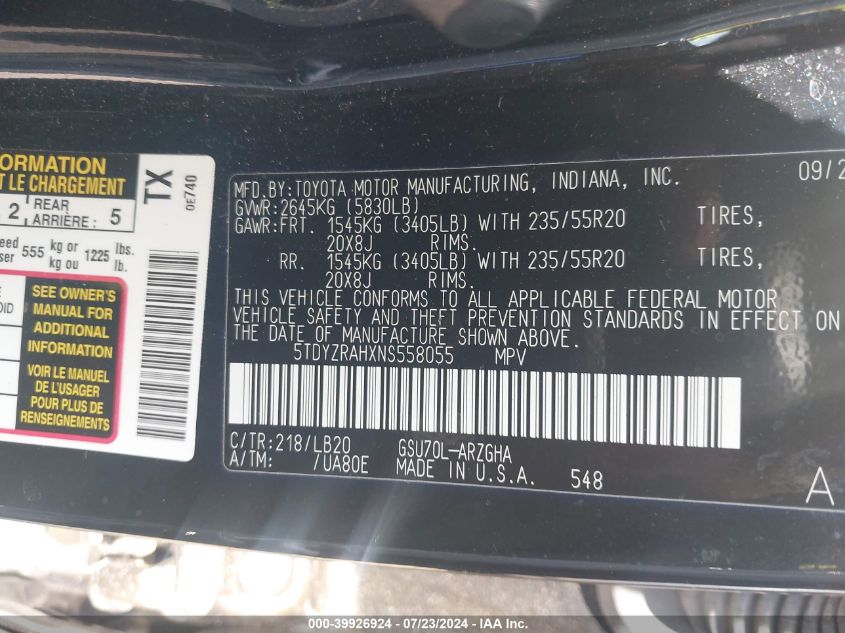 ORMATION
T LE CHARGEMENT
2 REAR ARRIÈRE: 5
eed
ser 555 kg or kg ou 1225 lbs. lb.
OID
SEE OWNER'S
MANUAL FOR
ADDITIONAL
INFORMATION
VOIR LE MANUEL
DE L'USAGER
POUR PLUS DE
RENSEIGNEMENTS
TX
0E740
MFD.BY:TOYOTA MOTOR MANUFACTURING, INDIANA, INC. 09/2
GVWR:2645KG (5830LB)
GAWR:FRT. 1545KG (3405LB) WITH 235/55R20 TIRES,
20X8J RIMS.
RR. 1545KG (3405LB) WITH 235/55R20 TIRES,
20X8J RIMS.
THIS VEHICLE CONFORMS TO ALL APPLICABLE FEDERAL MOTOR
VEHICLE SAFETY AND THEFT PREVENTION STANDARDS IN EFFECT ON
THE DATE OF MANUFACTURE SHOWN ABOVE.
5TDYZRAHXNS558055 MPV
C/TR:218/LB20 GSU70L-ARZGHA
A/TM: /UA80E MADE IN U.S.A. 548
A
000-39926924 / 07/23/2024 - IAA Inc.